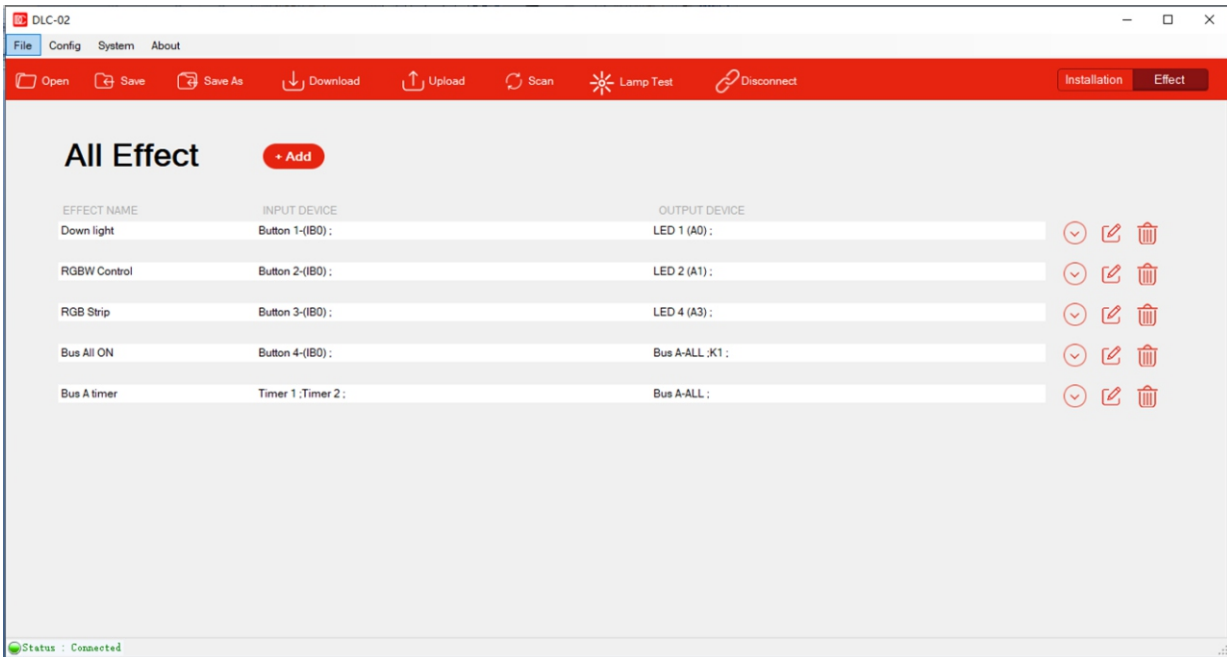 DLC-02
File Config System About
Open Save Save As Download Upload Scan Lamp Test Disconnect Installation Effect
All Effect + Add
EFFECT NAME INPUT DEVICE OUTPUT DEVICE
Down light Button 1-(IB0) ; LED 1 (A0) ;
RGBW Control Button 2-(IB0) ; LED 2 (A1) ;
RGB Strip Button 3-(IB0) ; LED 4 (A3) ;
Bus All ON Button 4-(IB0) ; Bus A-ALL ;K1 ;
Bus A timer Timer 1 ;Timer 2 ; Bus A-ALL ;
Status : Connected